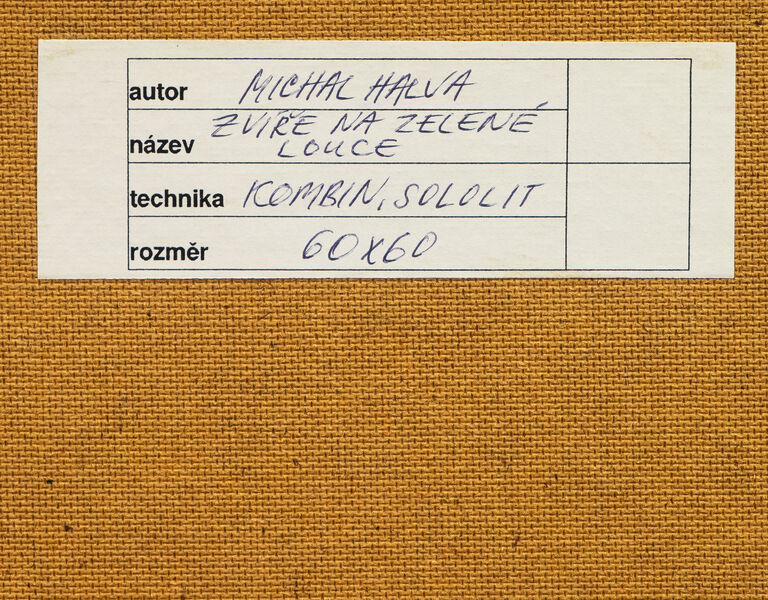 autor MICHAL HALVA
název ZVÍŘE NA ZELENÉ
LOUCE
technika KOMBIN, SOLOLIT
rozměr 60x60